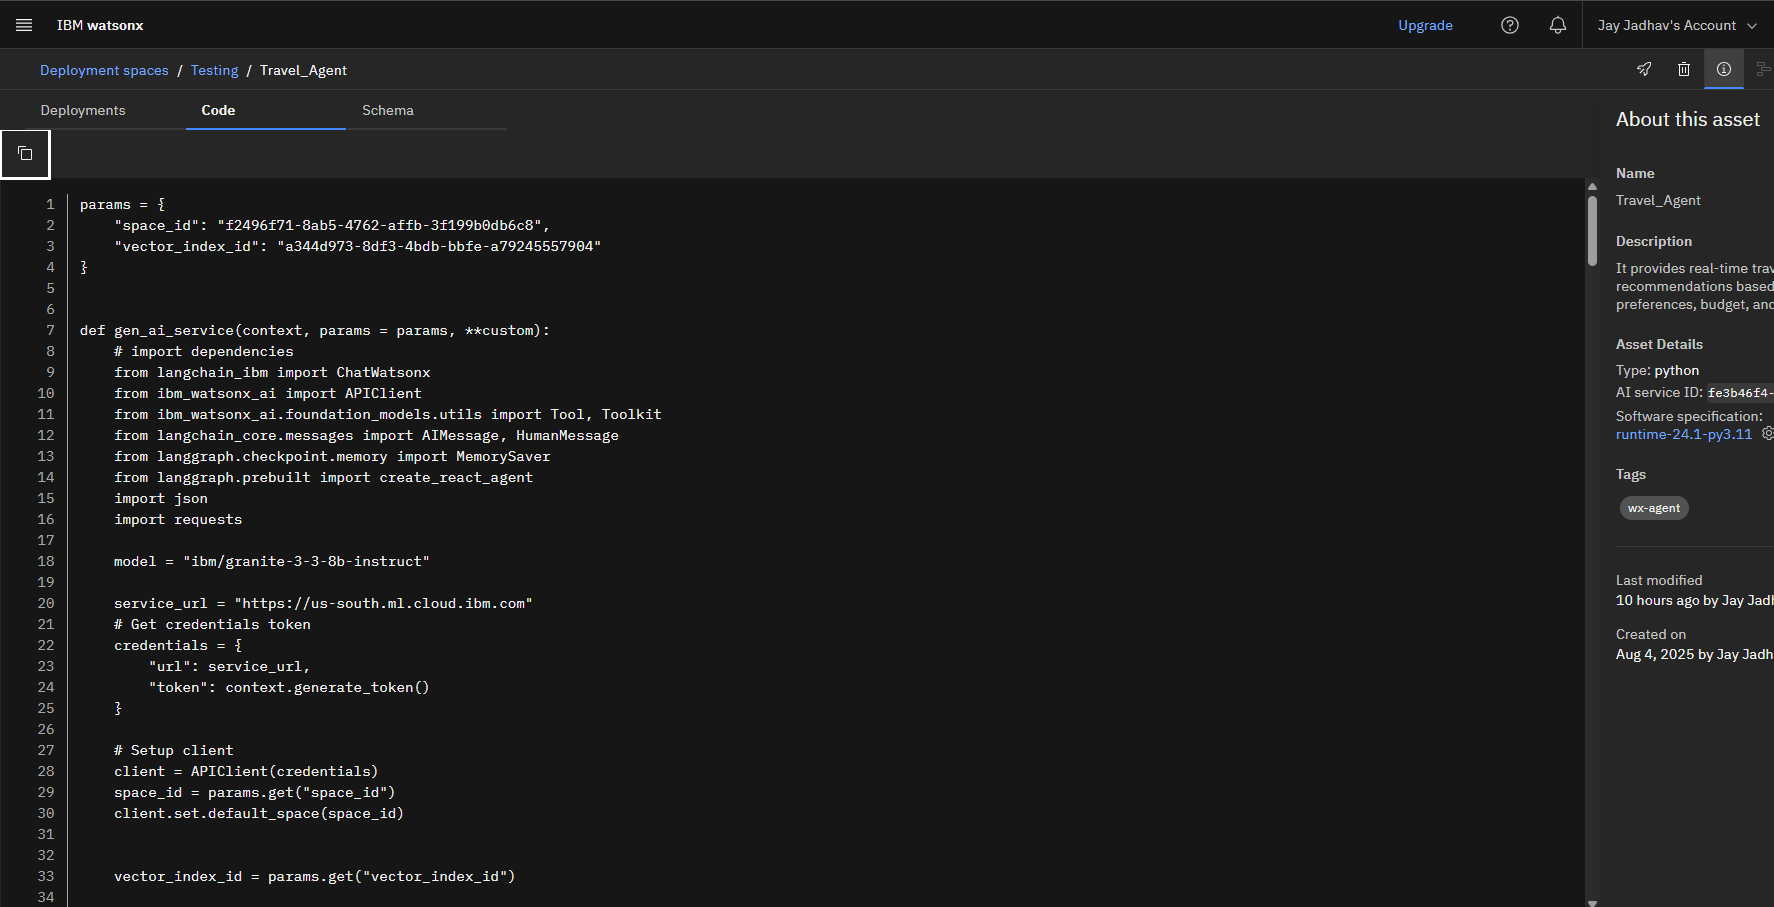 IBM watsonx
Upgrade
Jay Jadhav's Account
Deployment spaces / Testing / Travel_Agent
Deployments
Code
Schema
1 params = {
2     "space_id": "f2496f71-8ab5-4762-affb-3f199b0db6c8",
3     "vector_index_id": "a344d973-8df3-4bdb-bbfe-a79245557904"
4 }
5
6
7 def gen_ai_service(context, params = params, **custom):
8     # import dependencies
9     from langchain_ibm import ChatWatsonx
10     from ibm_watsonx_ai import APIClient
11     from ibm_watsonx_ai.foundation_models.utils import Tool, Toolkit
12     from langchain_core.messages import AIMessage, HumanMessage
13     from langgraph.checkpoint.memory import MemorySaver
14     from langgraph.prebuilt import create_react_agent
15     import json
16     import requests
17
18     model = "ibm/granite-3-3-8b-instruct"
19
20     service_url = "https://us-south.ml.cloud.ibm.com"
21     # Get credentials token
22     credentials = {
23         "url": service_url,
24         "token": context.generate_token()
25     }
26
27     # Setup client
28     client = APIClient(credentials)
29     space_id = params.get("space_id")
30     client.set.default_space(space_id)
31
32
33     vector_index_id = params.get("vector_index_id")
34
About this asset
Name
Travel_Agent
Description
It provides real-time trav
recommendations based
preferences, budget, and
Asset Details
Type: python
AI service ID: fe3b46f4-
Software specification:
runtime-24.1-py3.11
Tags
wx-agent
Last modified
10 hours ago by Jay Jadh
Created on
Aug 4, 2025 by Jay Jadh